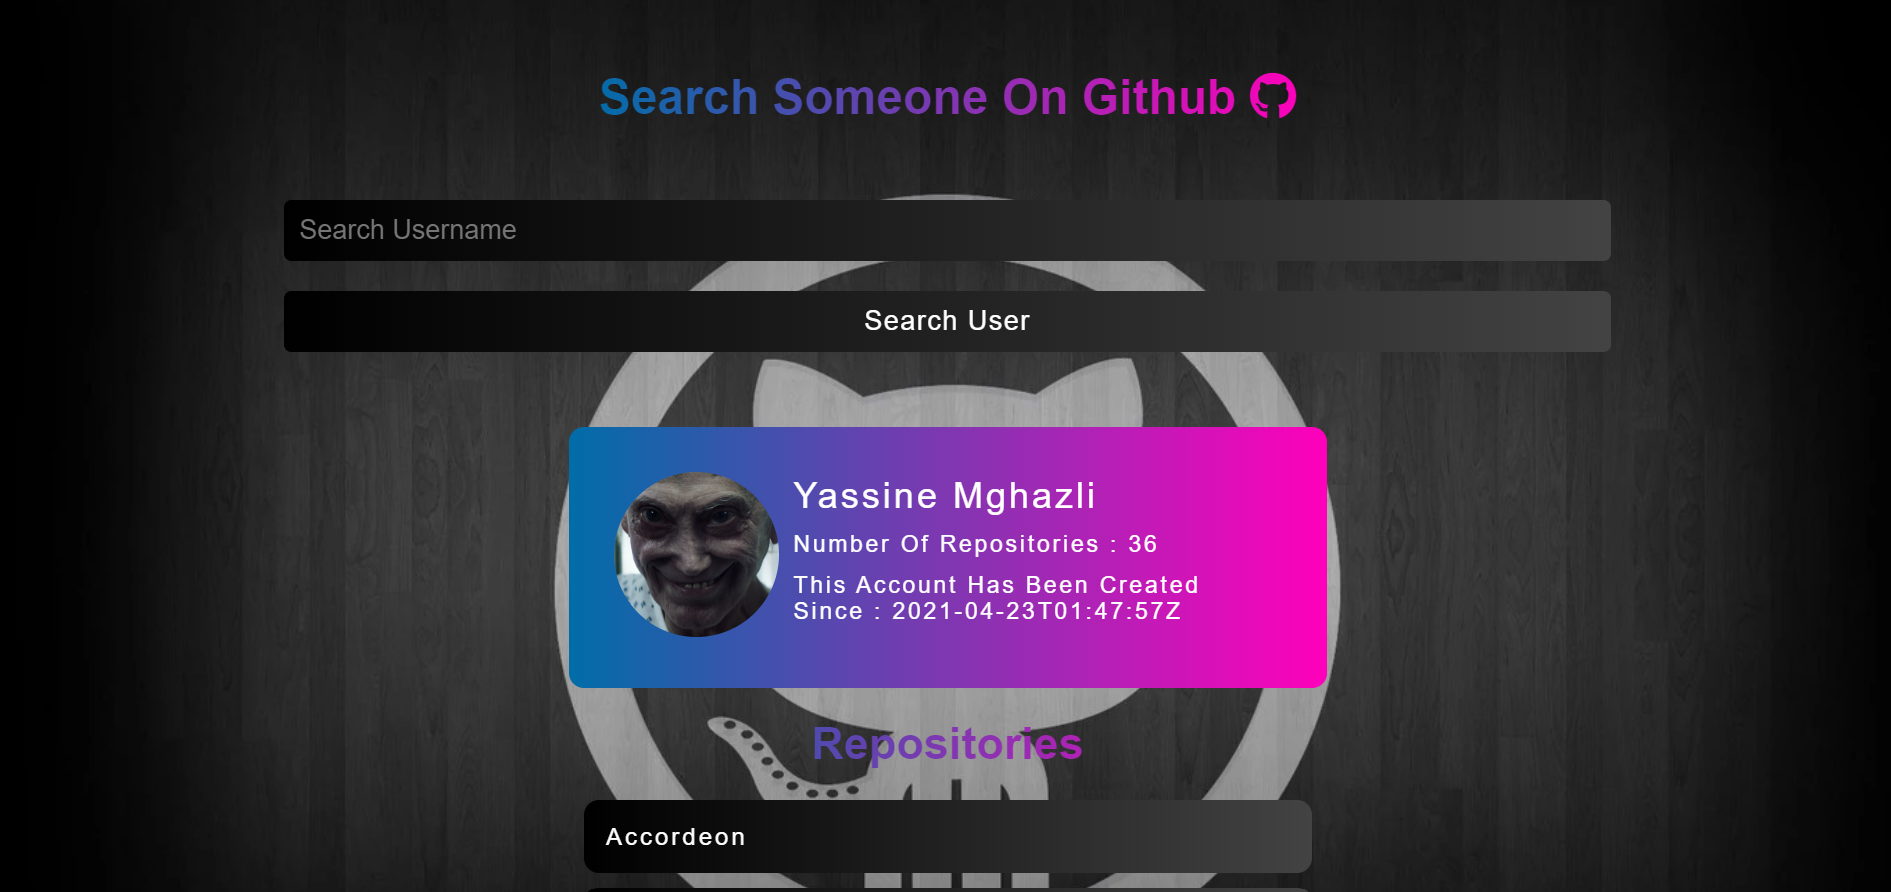 Search Someone On Github
Search Username
Search User
Yassine Mghazli
Number Of Repositories : 36
This Account Has Been Created
Since : 2021-04-23T01:47:57Z
Repositories
Accordeon